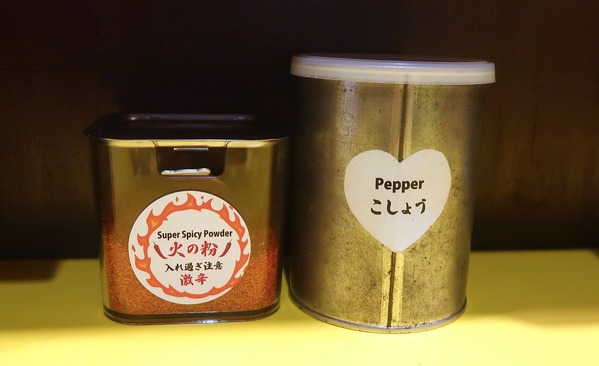 Super Spicy Powder
火の粉
入れ過ぎ注意
激辛
Pepper
こしょう